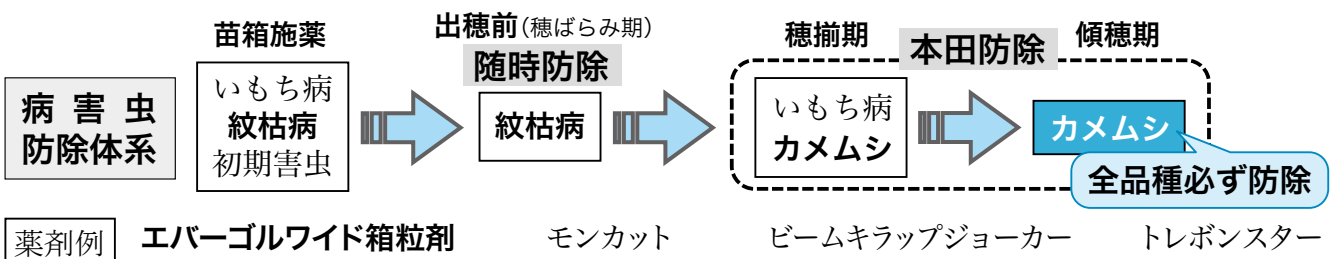 病害虫
防除体系
苗箱施薬
いもち病
紋枯病
初期害虫
出穂前(穂ばらみ期)
随時防除
紋枯病
穂揃期
本田防除
傾穂期
いもち病
カメムシ
カメムシ
全品種必ず防除
薬剤例
エバーゴルワイド箱粒剤
モンカット
ビームキラップジョーカー
トレボンスター